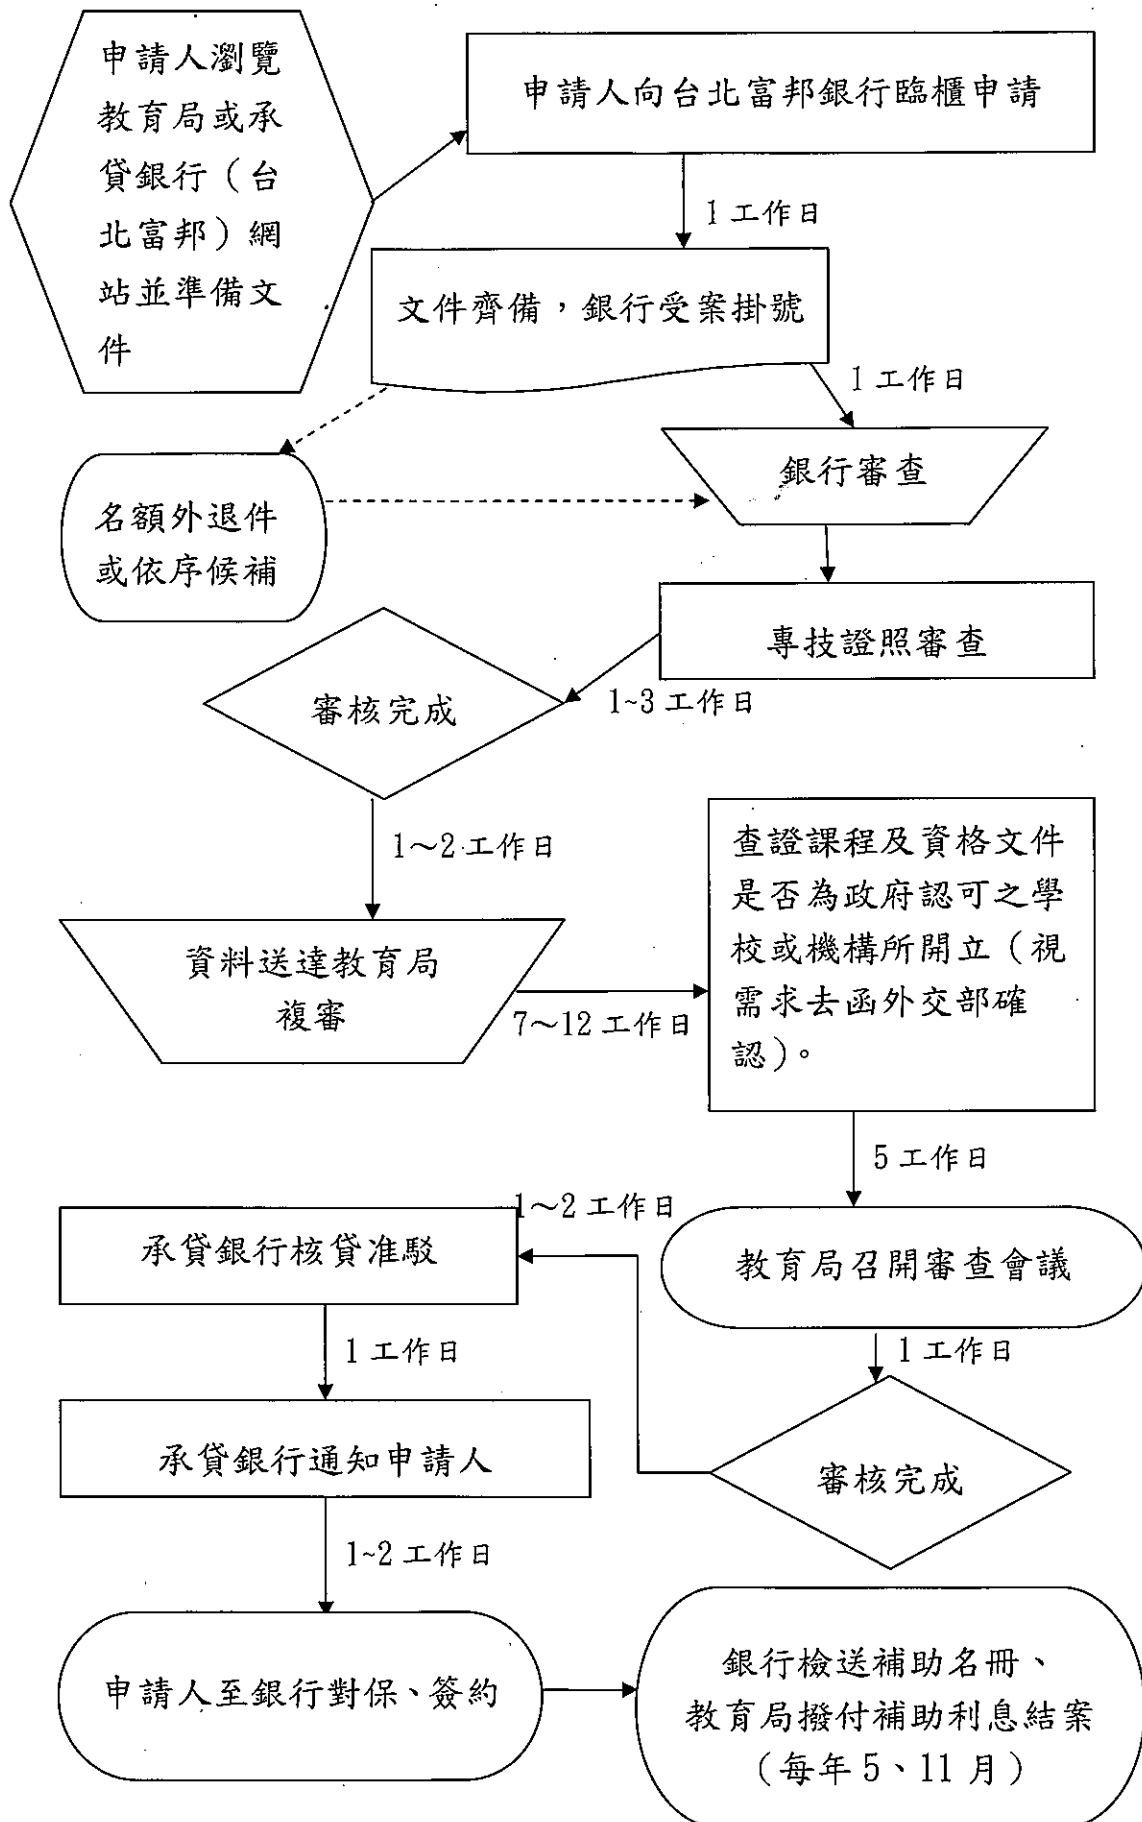 申請人瀏覽
教育局或承
貸銀行（台
北富邦）網
站並準備文
件
申請人向台北富邦銀行臨櫃申請
1 工作日
文件齊備，銀行受案掛號
1 工作日
銀行審查
名額外退件
或依序候補
專技證照審查
1~3 工作日
審核完成
1～2 工作日
資料送達教育局
複審
7～12 工作日
查證課程及資格文件
是否為政府認可之學
校或機構所開立（視
需求去函外交部確
認）。
5 工作日
教育局召開審查會議
1 工作日
審核完成
1～2 工作日
承貸銀行核貸准駁
1 工作日
承貸銀行通知申請人
1~2 工作日
申請人至銀行對保、簽約
銀行檢送補助名冊、
教育局撥付補助利息結案
（每年 5、11 月）